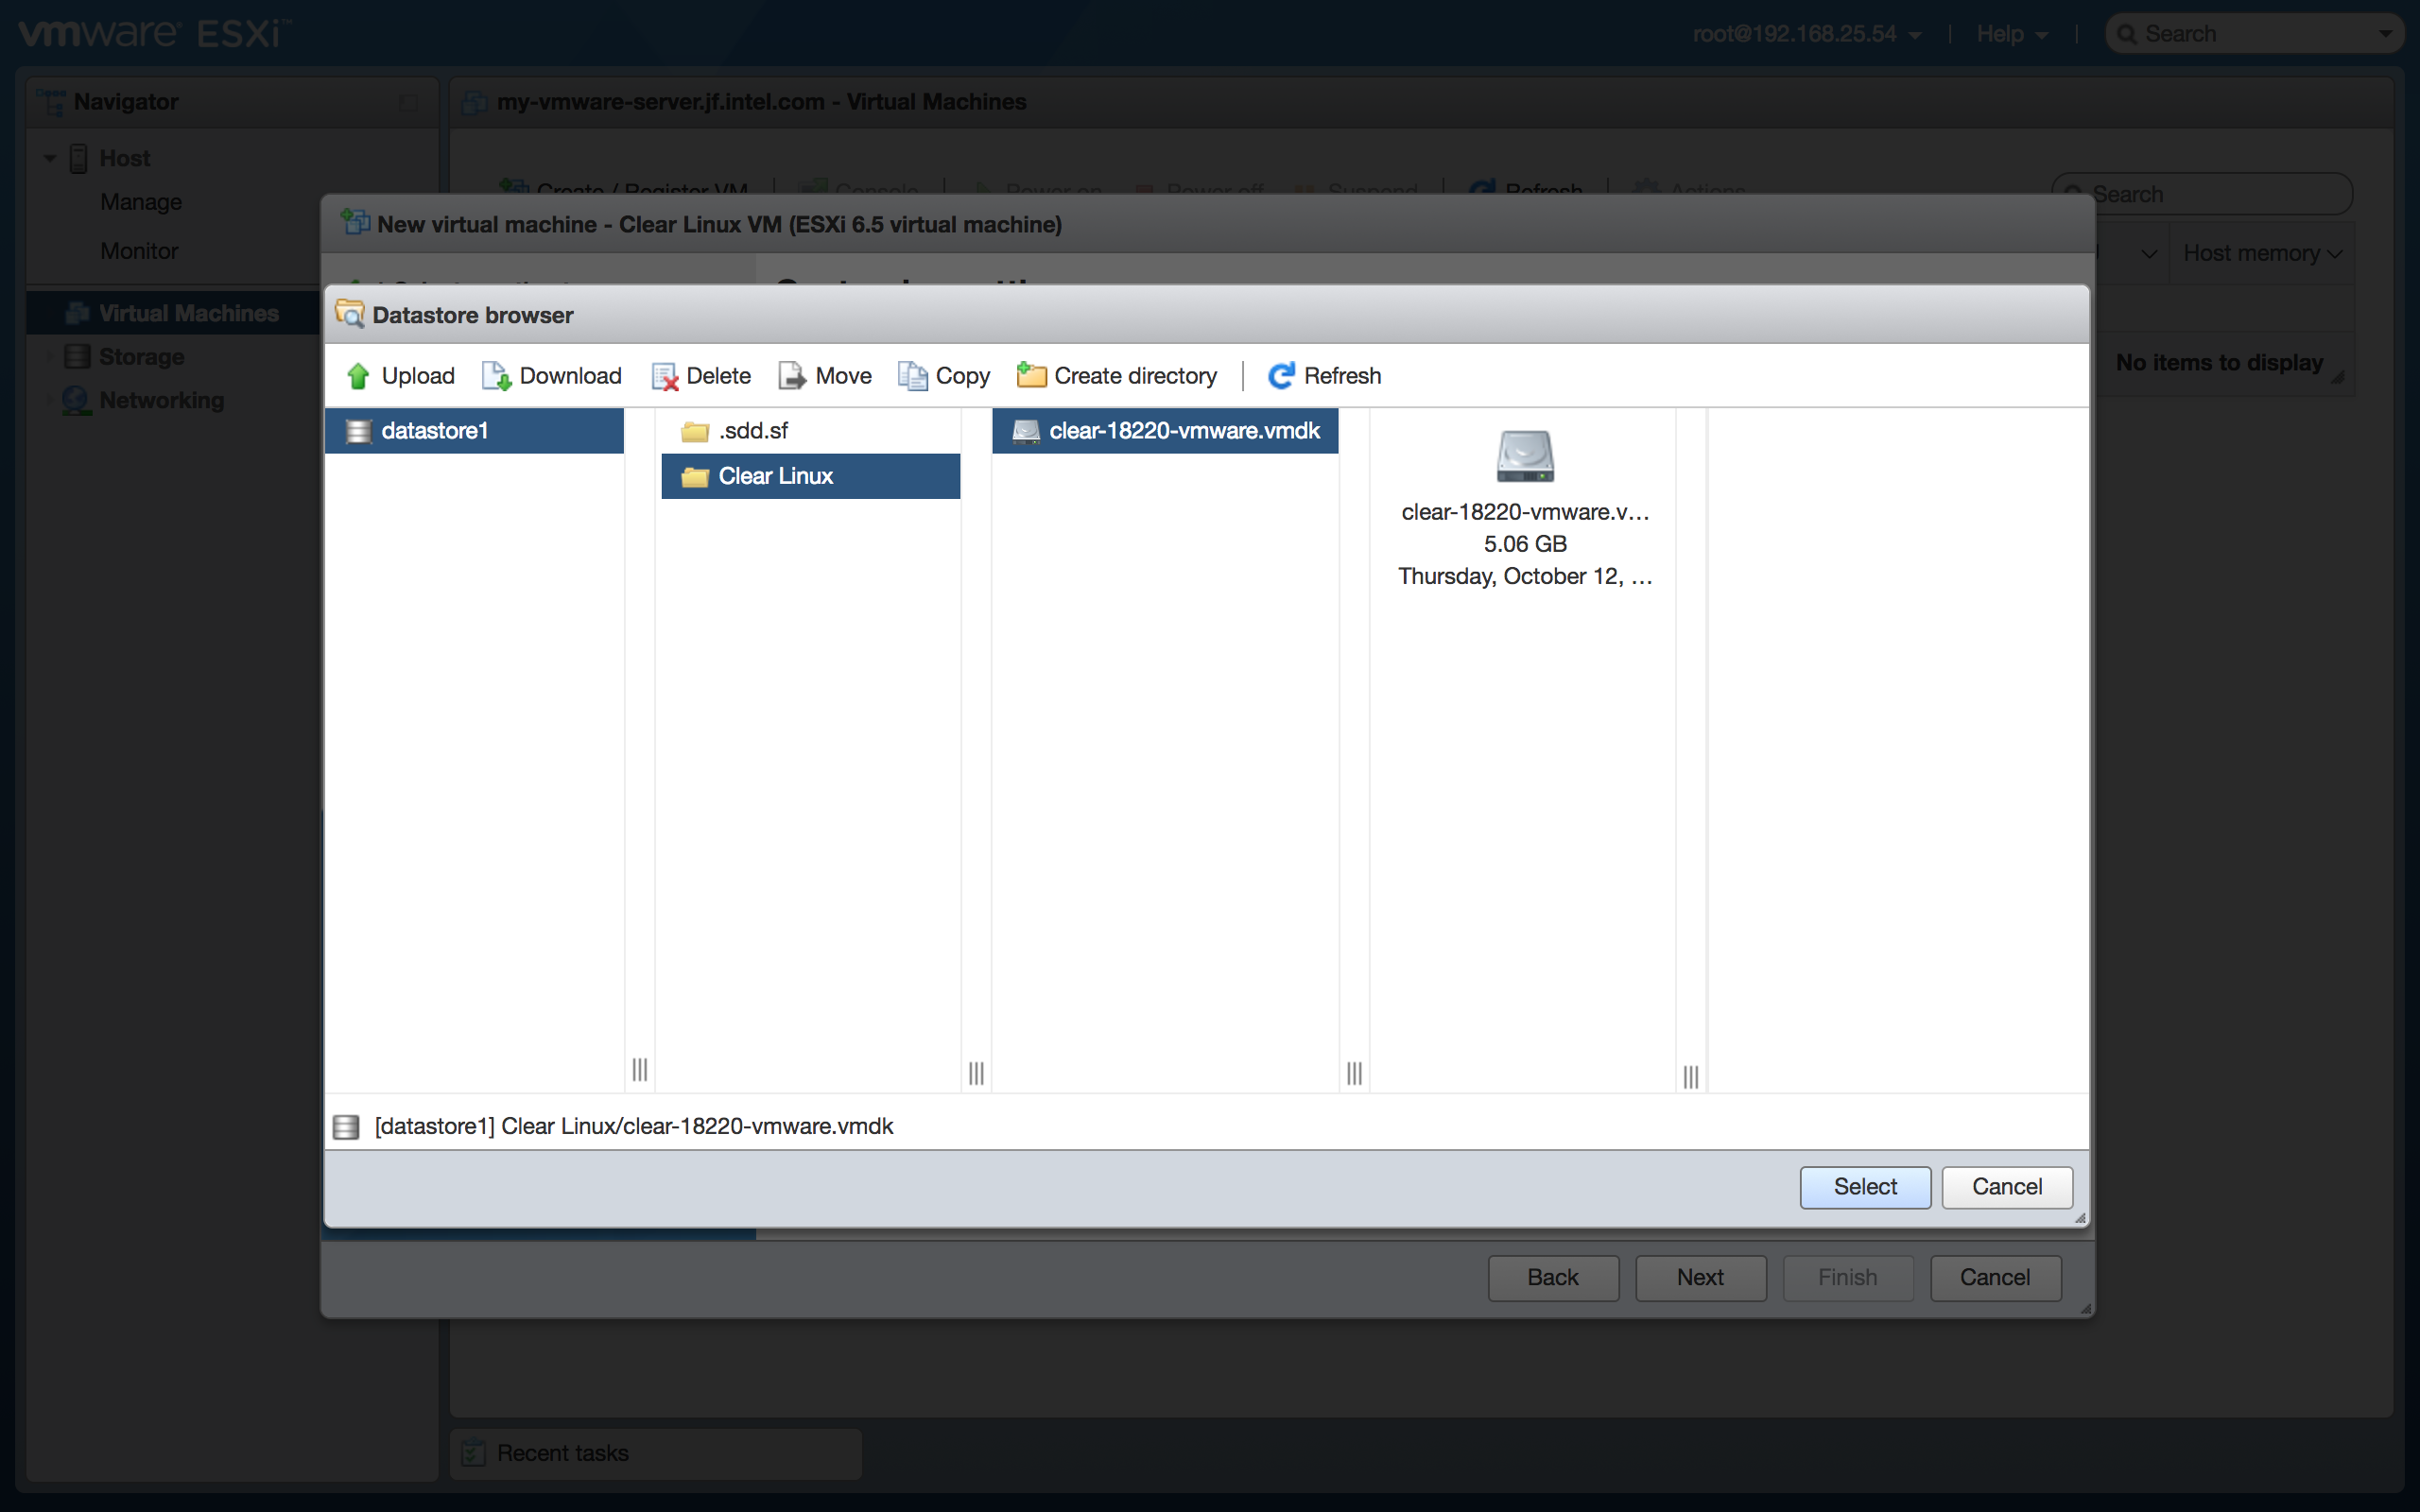 vmware ESXi™
root@192.168.25.54
Help
Search
Navigator
my-vmware-server.jf.intel.com - Virtual Machines
Host
Manage
Monitor
Virtual Machines
Storage
Networking
Create / Register VM
Console
Power on
Power off
Suspend
Refresh
Actions
Search
Host memory
No items to display
New virtual machine - Clear Linux VM (ESXi 6.5 virtual machine)
Datastore browser
Upload
Download
Delete
Move
Copy
Create directory
Refresh
datastore1
.sdd.sf
Clear Linux
clear-18220-vmware.vmdk
clear-18220-vmware.v...
5.06 GB
Thursday, October 12, ...
[datastore1] Clear Linux/clear-18220-vmware.vmdk
Select
Cancel
Back
Next
Finish
Cancel
Recent tasks